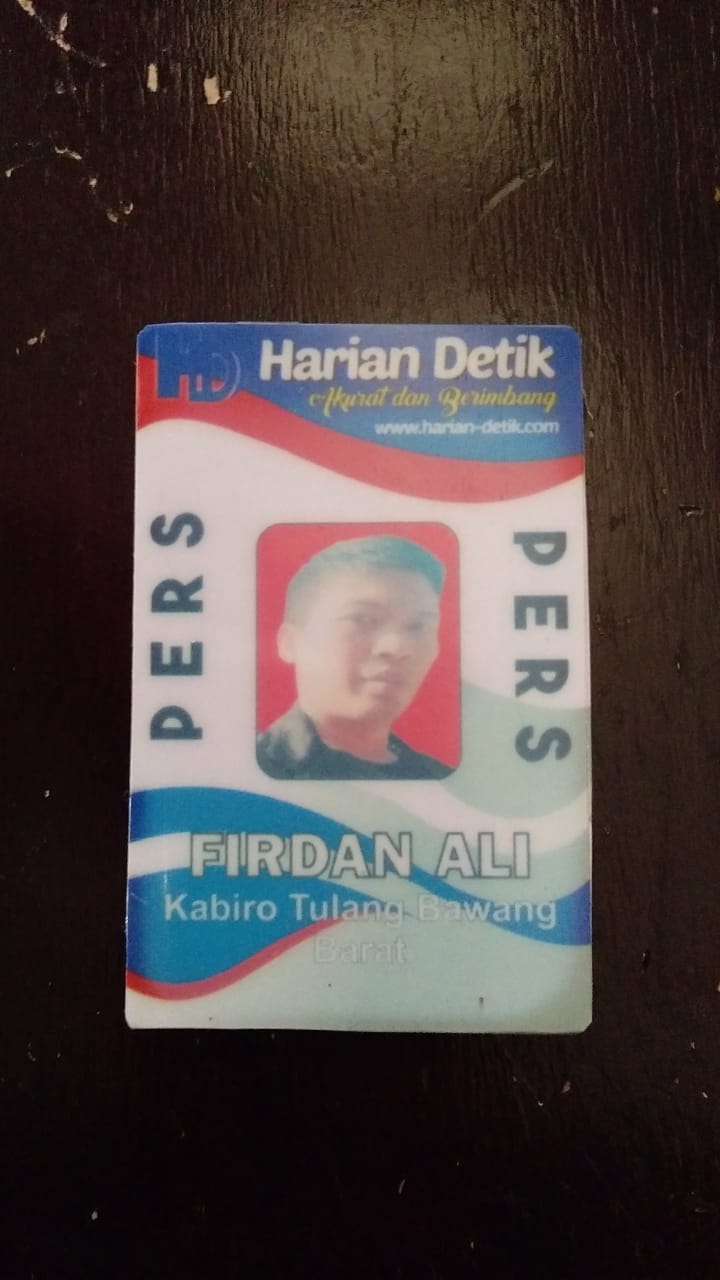 HD Harian Detik
Akurat dan Berimbang
www.harian-detik.com
PERS
PERS
FIRDAN ALI
Kabiro Tulang Bawang
Barat